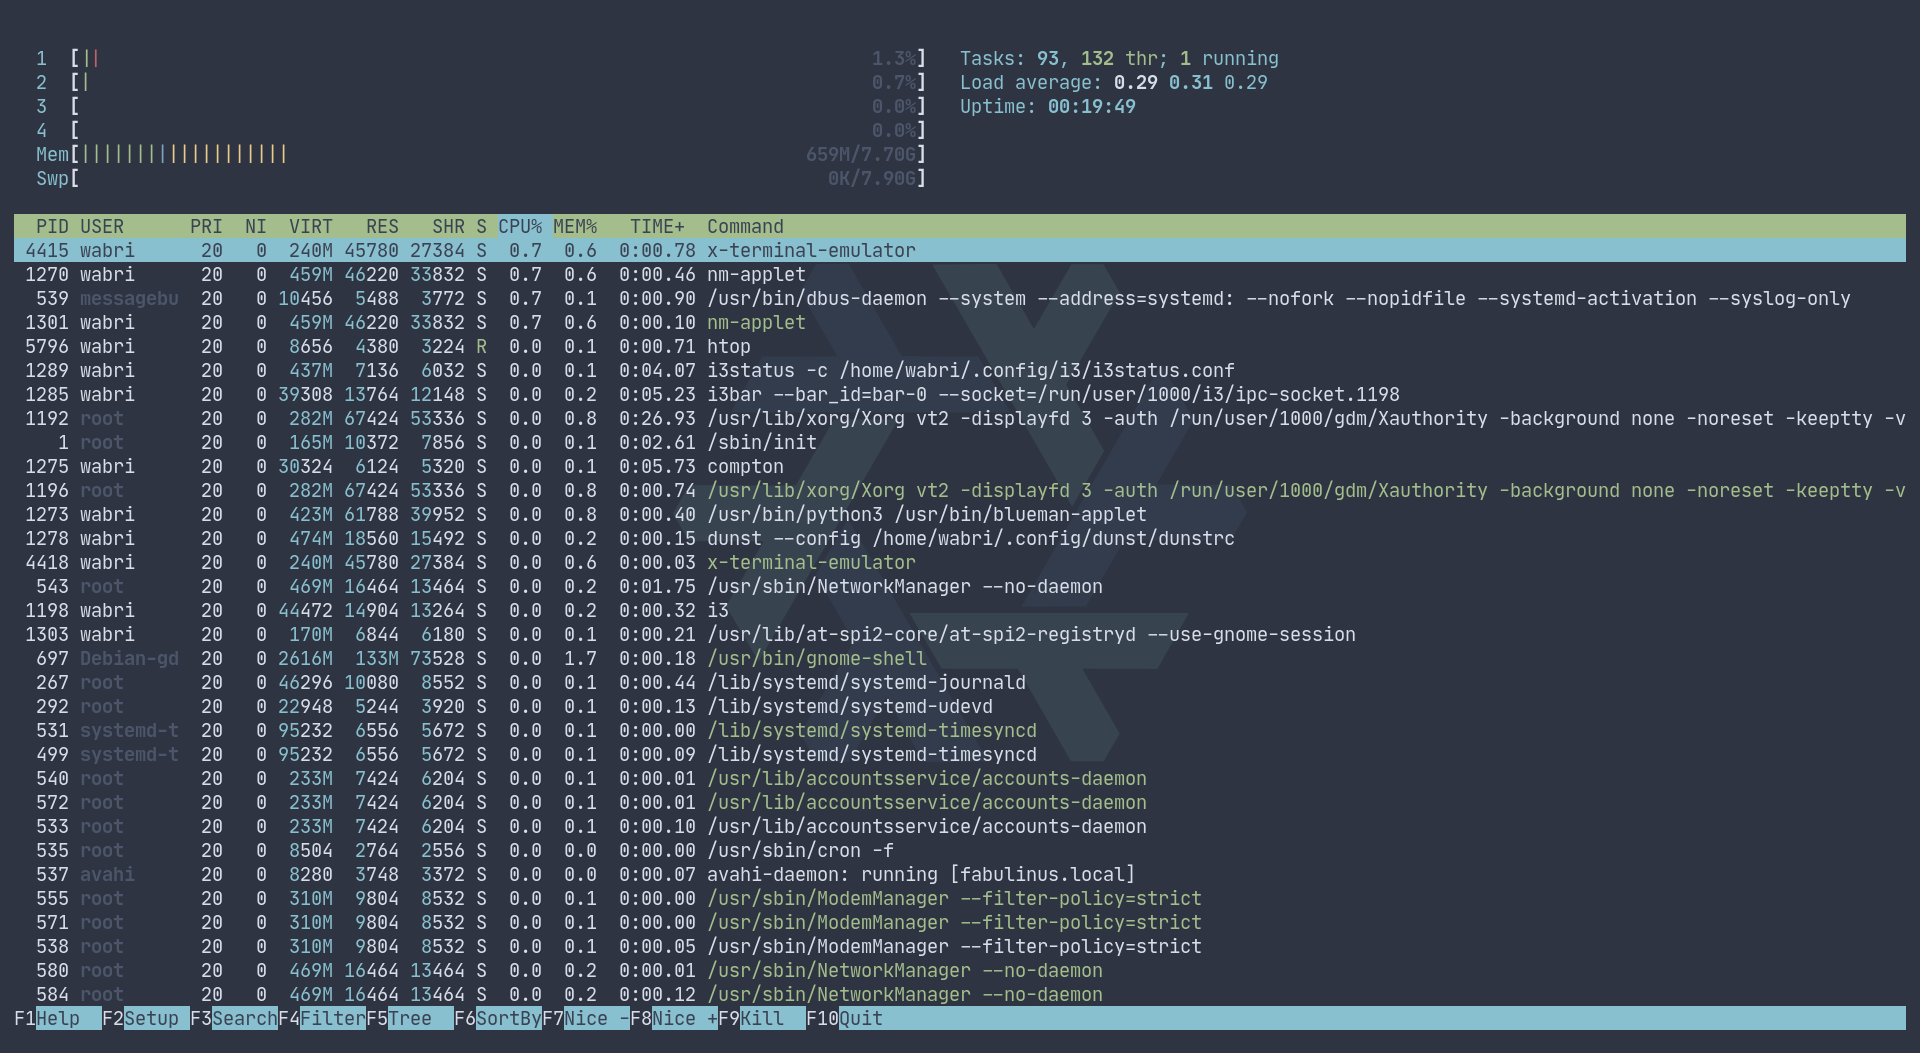 1  [||                                                                      1.3%]   Tasks: 93, 132 thr; 1 running
2  [|                                                                       0.7%]   Load average: 0.29 0.31 0.29
3  [                                                                        0.0%]   Uptime: 00:19:49
4  [                                                                        0.0%]
Mem[|||||||||||||||||||                                               659M/7.70G]
Swp[                                                                    0K/7.90G]
PID USER      PRI  NI  VIRT   RES   SHR S CPU% MEM%   TIME+  Command
4415 wabri      20   0  240M 45780 27384 S  0.7  0.6  0:00.78 x-terminal-emulator
1270 wabri      20   0  459M 46220 33832 S  0.7  0.6  0:00.46 nm-applet
539 messagebu  20   0 10456  5488  3772 S  0.7  0.1  0:00.90 /usr/bin/dbus-daemon --system --address=systemd: --nofork --nopidfile --systemd-activation --syslog-only
1301 wabri      20   0  459M 46220 33832 S  0.7  0.6  0:00.10 nm-applet
5796 wabri      20   0  8656  4380  3224 R  0.0  0.1  0:00.71 htop
1289 wabri      20   0  437M  7136  6032 S  0.0  0.1  0:04.07 i3status -c /home/wabri/.config/i3/i3status.conf
1285 wabri      20   0 39308 13764 12148 S  0.0  0.2  0:05.23 i3bar --bar_id=bar-0 --socket=/run/user/1000/i3/ipc-socket.1198
1192 root       20   0  282M 67424 53336 S  0.0  0.8  0:26.93 /usr/lib/xorg/Xorg vt2 -displayfd 3 -auth /run/user/1000/gdm/Xauthority -background none -noreset -keeptty -v
1 root       20   0  165M 10372  7856 S  0.0  0.1  0:02.61 /sbin/init
1275 wabri      20   0 30324  6124  5320 S  0.0  0.1  0:05.73 compton
1196 root       20   0  282M 67424 53336 S  0.0  0.8  0:00.74 /usr/lib/xorg/Xorg vt2 -displayfd 3 -auth /run/user/1000/gdm/Xauthority -background none -noreset -keeptty -v
1273 wabri      20   0  423M 61788 39952 S  0.0  0.8  0:00.40 /usr/bin/python3 /usr/bin/blueman-applet
1278 wabri      20   0  474M 18560 15492 S  0.0  0.2  0:00.15 dunst --config /home/wabri/.config/dunst/dunstrc
4418 wabri      20   0  240M 45780 27384 S  0.0  0.6  0:00.03 x-terminal-emulator
543 root       20   0  469M 16464 13464 S  0.0  0.2  0:01.75 /usr/sbin/NetworkManager --no-daemon
1198 wabri      20   0 44472 14904 13264 S  0.0  0.2  0:00.32 i3
1303 wabri      20   0  170M  6844  6180 S  0.0  0.1  0:00.21 /usr/lib/at-spi2-core/at-spi2-registryd --use-gnome-session
697 Debian-gd  20   0 2616M  133M 73528 S  0.0  1.7  0:00.18 /usr/bin/gnome-shell
267 root       20   0 46296 10080  8552 S  0.0  0.1  0:00.44 /lib/systemd/systemd-journald
292 root       20   0 22948  5244  3920 S  0.0  0.1  0:00.13 /lib/systemd/systemd-udevd
531 systemd-t  20   0 95232  6556  5672 S  0.0  0.1  0:00.00 /lib/systemd/systemd-timesyncd
499 systemd-t  20   0 95232  6556  5672 S  0.0  0.1  0:00.09 /lib/systemd/systemd-timesyncd
540 root       20   0  233M  7424  6204 S  0.0  0.1  0:00.01 /usr/lib/accountsservice/accounts-daemon
572 root       20   0  233M  7424  6204 S  0.0  0.1  0:00.01 /usr/lib/accountsservice/accounts-daemon
533 root       20   0  233M  7424  6204 S  0.0  0.1  0:00.10 /usr/lib/accountsservice/accounts-daemon
535 root       20   0  8504  2764  2556 S  0.0  0.0  0:00.00 /usr/sbin/cron -f
537 avahi      20   0  8280  3748  3372 S  0.0  0.0  0:00.07 avahi-daemon: running [fabulinus.local]
555 root       20   0  310M  9804  8532 S  0.0  0.1  0:00.00 /usr/sbin/ModemManager --filter-policy=strict
571 root       20   0  310M  9804  8532 S  0.0  0.1  0:00.00 /usr/sbin/ModemManager --filter-policy=strict
538 root       20   0  310M  9804  8532 S  0.0  0.1  0:00.05 /usr/sbin/ModemManager --filter-policy=strict
580 root       20   0  469M 16464 13464 S  0.0  0.2  0:00.01 /usr/sbin/NetworkManager --no-daemon
584 root       20   0  469M 16464 13464 S  0.0  0.2  0:00.12 /usr/sbin/NetworkManager --no-daemon
F1Help  F2Setup F3SearchF4FilterF5Tree  F6SortByF7Nice -F8Nice +F9Kill  F10Quit